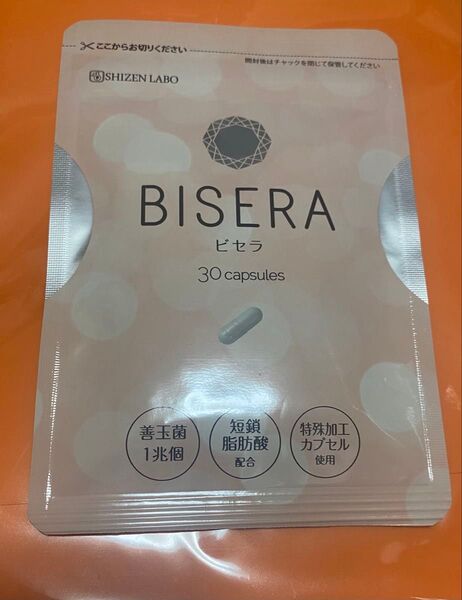 ここからお切りください
開封後はチャックを閉じて保管してください
SHIZEN LABO
BISERA
ビセラ
30 capsules
善玉菌
1兆個
短鎖
脂肪酸
配合
特殊加工
カプセル
使用